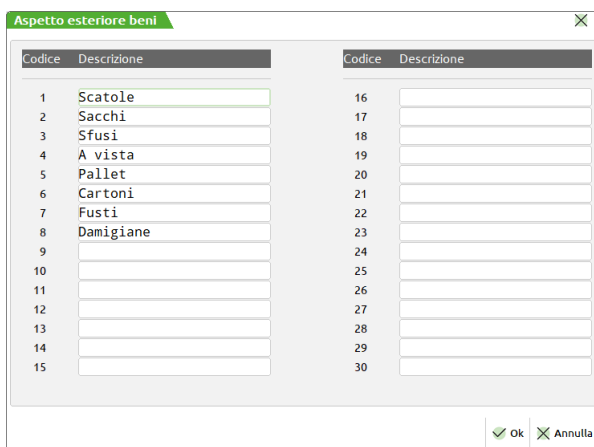 Aspetto esteriore beni
Codice Descrizione Codice Descrizione
1 Scatole 16
2 Sacchi 17
3 Sfusi 18
4 A vista 19
5 Pallet 20
6 Cartoni 21
7 Fusti 22
8 Damigiane 23
9 24
10 25
11 26
12 27
13 28
14 29
15 30
Ok Annulla